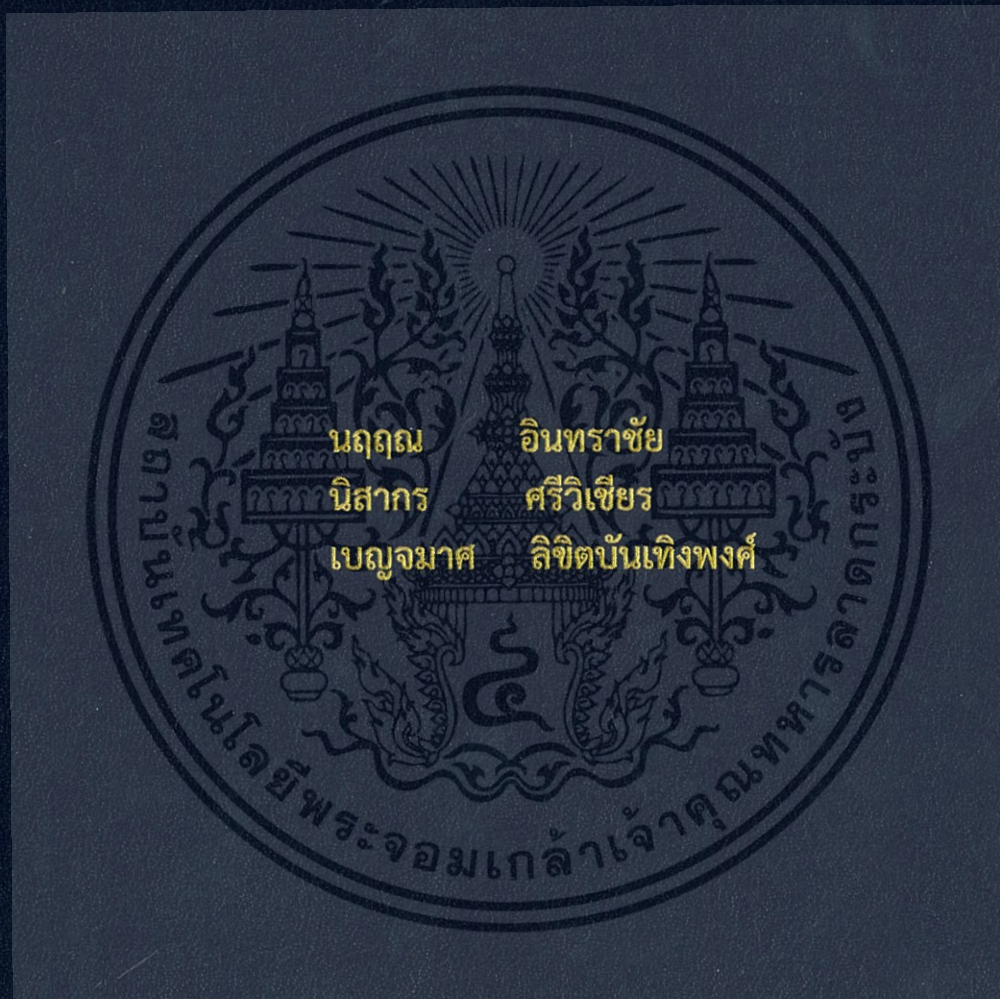 นฤฤณ อินทราชัย
นิสากร ศรีวิเชียร
เบญจมาศ ลิขิตบันเทิงพงศ์
๔
สถาบันเทคโนโลยีพระจอมเกล้าเจ้าคุณทหารลาดกระบัง